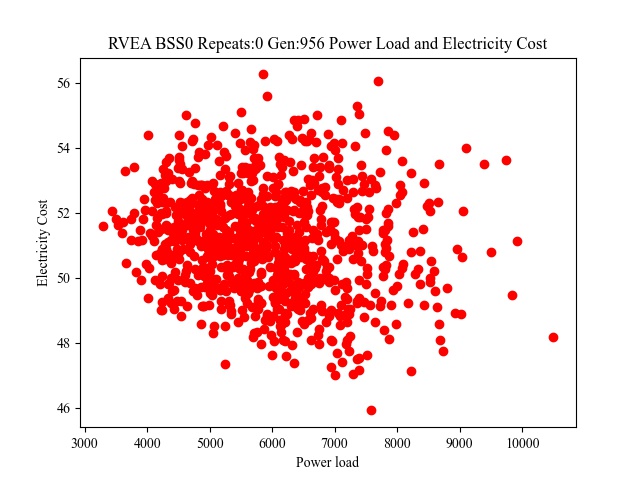 RVEA BSS0 Repeats:0 Gen:956 Power Load and Electricity Cost
56
54
52
50
48
46
Electricity Cost
3000 4000 5000 6000 7000 8000 9000 10000
Power load